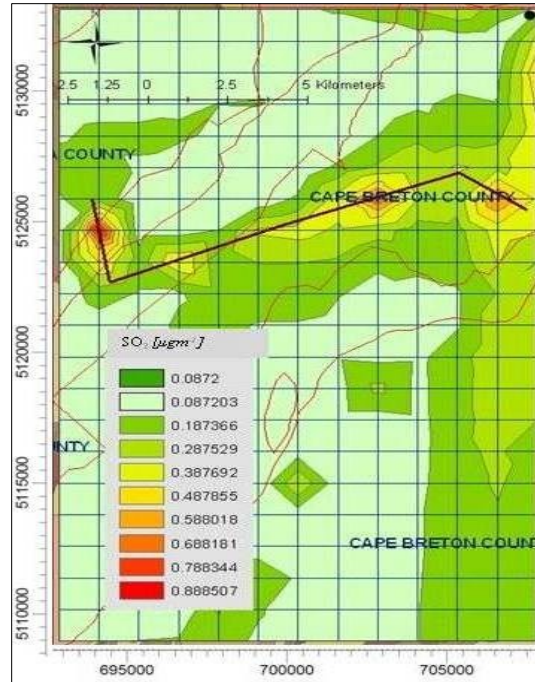 2.5 1.25 0 2.5 5 Kilometers
5130000
A COUNTY
CAPE BRETON COUNTY
5125000
5120000
SO₂ [µgm⁻³]
0.0872
0.087203
0.187366
0.287529
0.387692
0.487855
0.588018
0.688181
0.788344
0.888507
UNTY
5115000
CAPE BRETON COUNT
5110000
695000 700000 705000